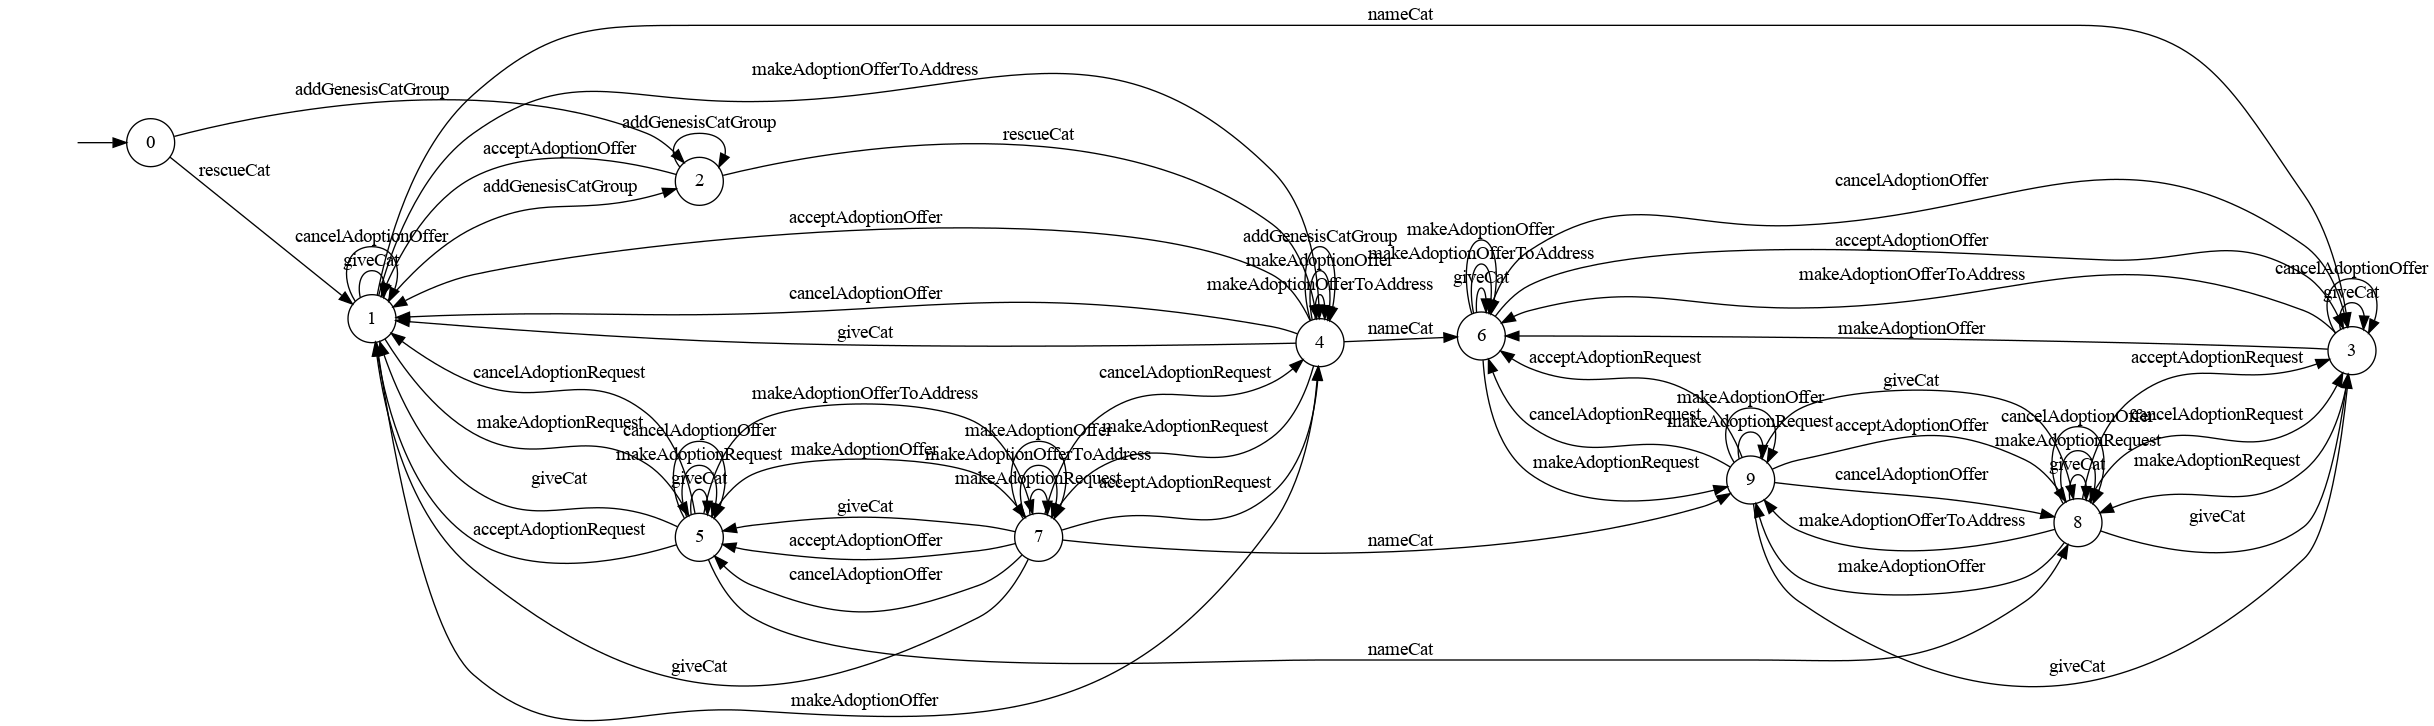 nameCat
makeAdoptionOfferToAddress
addGenesisCatGroup
addGenesisCatGroup
rescueCat
0
acceptAdoptionOffer
rescueCat
2
addGenesisCatGroup
cancelAdoptionOffer
acceptAdoptionOffer
cancelAdoptionOffer
giveCat
addGenesisCatGroup
makeAdoptionOffer
makeAdoptionOfferToAddress
makeAdoptionOffer
makeAdoptionOfferToAddress
giveCat
acceptAdoptionOffer
makeAdoptionOfferToAddress
cancelAdoptionOffer
giveCat
cancelAdoptionOffer
1
giveCat
4
nameCat
6
makeAdoptionOffer
3
cancelAdoptionRequest
makeAdoptionOfferToAddress
cancelAdoptionRequest
acceptAdoptionRequest
giveCat
acceptAdoptionRequest
makeAdoptionRequest
cancelAdoptionOffer
makeAdoptionRequest
giveCat
makeAdoptionOffer
makeAdoptionOffer
makeAdoptionOfferToAddress
makeAdoptionRequest
makeAdoptionRequest
acceptAdoptionRequest
cancelAdoptionRequest
makeAdoptionOffer
makeAdoptionRequest
acceptAdoptionOffer
cancelAdoptionOffer
makeAdoptionRequest
giveCat
cancelAdoptionRequest
makeAdoptionRequest
makeAdoptionRequest
cancelAdoptionOffer
9
giveCat
giveCat
makeAdoptionOfferToAddress
8
giveCat
acceptAdoptionRequest
5
acceptAdoptionOffer
7
nameCat
cancelAdoptionOffer
makeAdoptionOffer
nameCat
giveCat
giveCat
makeAdoptionOffer